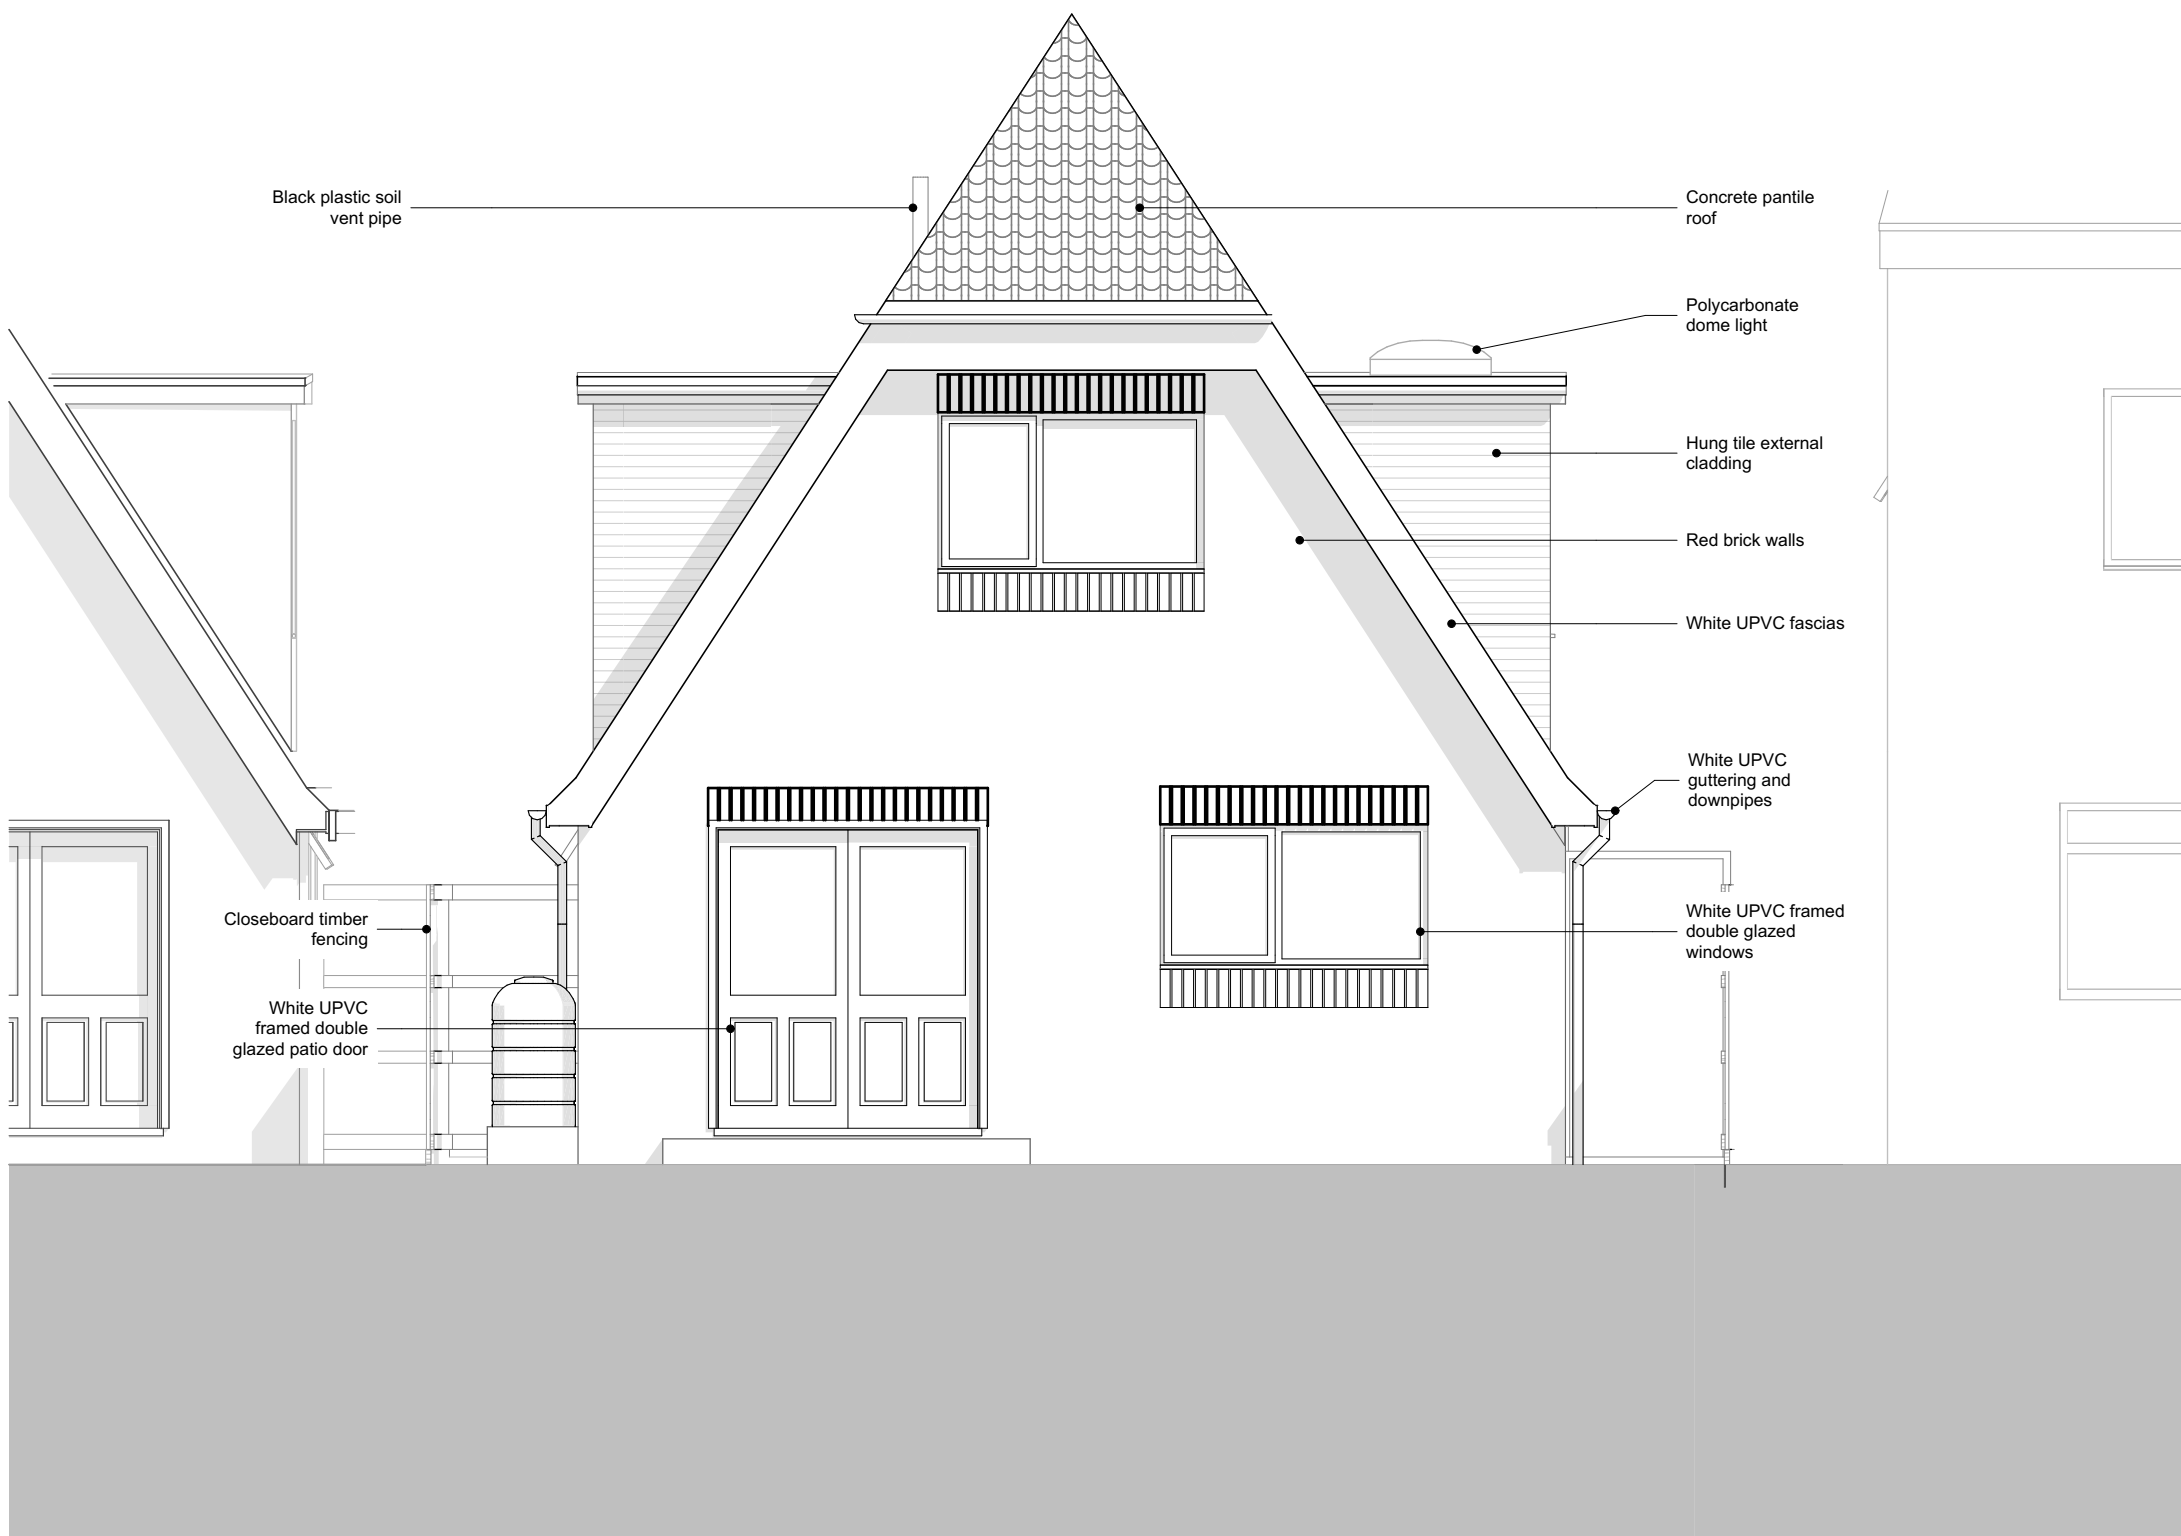 Black plastic soil
vent pipe
Concrete pantile
roof
Polycarbonate
dome light
Hung tile external
cladding
Red brick walls
White UPVC fascias
White UPVC
guttering and
downpipes
Closeboard timber
fencing
White UPVC framed
double glazed
windows
White UPVC
framed double
glazed patio door